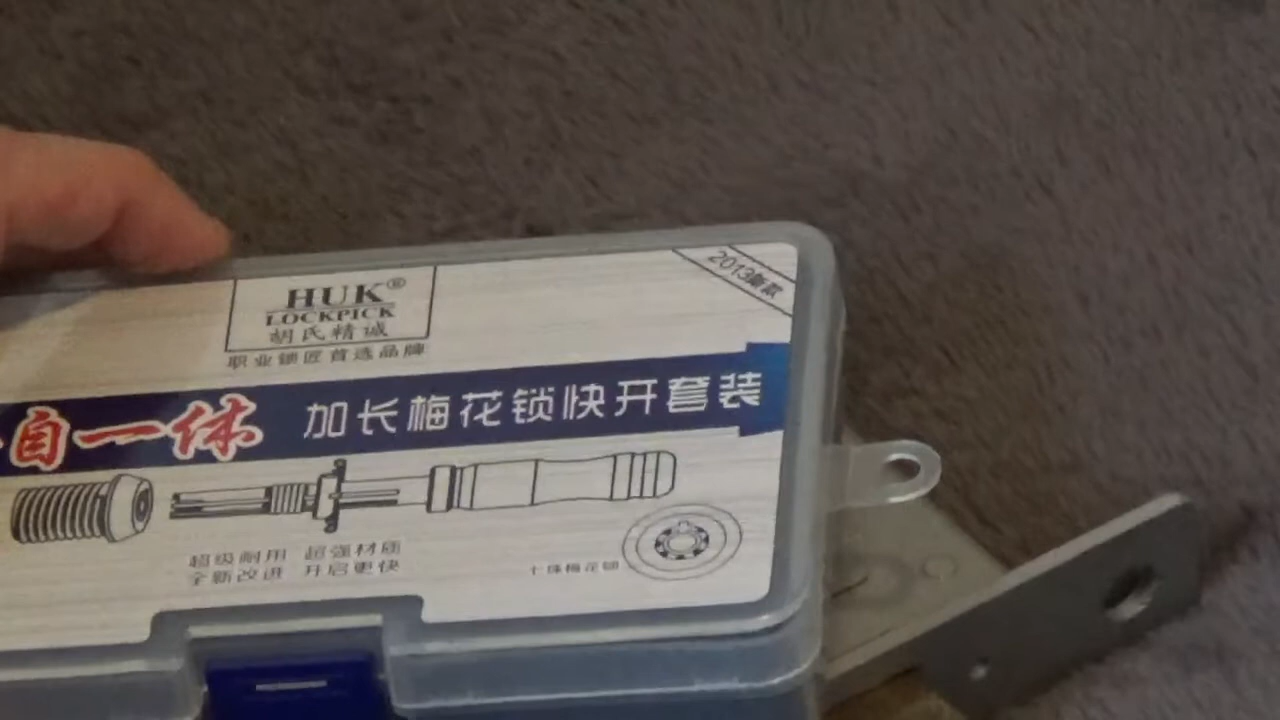 2013新款
HUK®
LOCKPICK
胡氏精诚
职业锁匠首选品牌
自一体 加长梅花锁快开套装
超级耐用 超强材质
全新改进 开启更快
十珠梅花锁